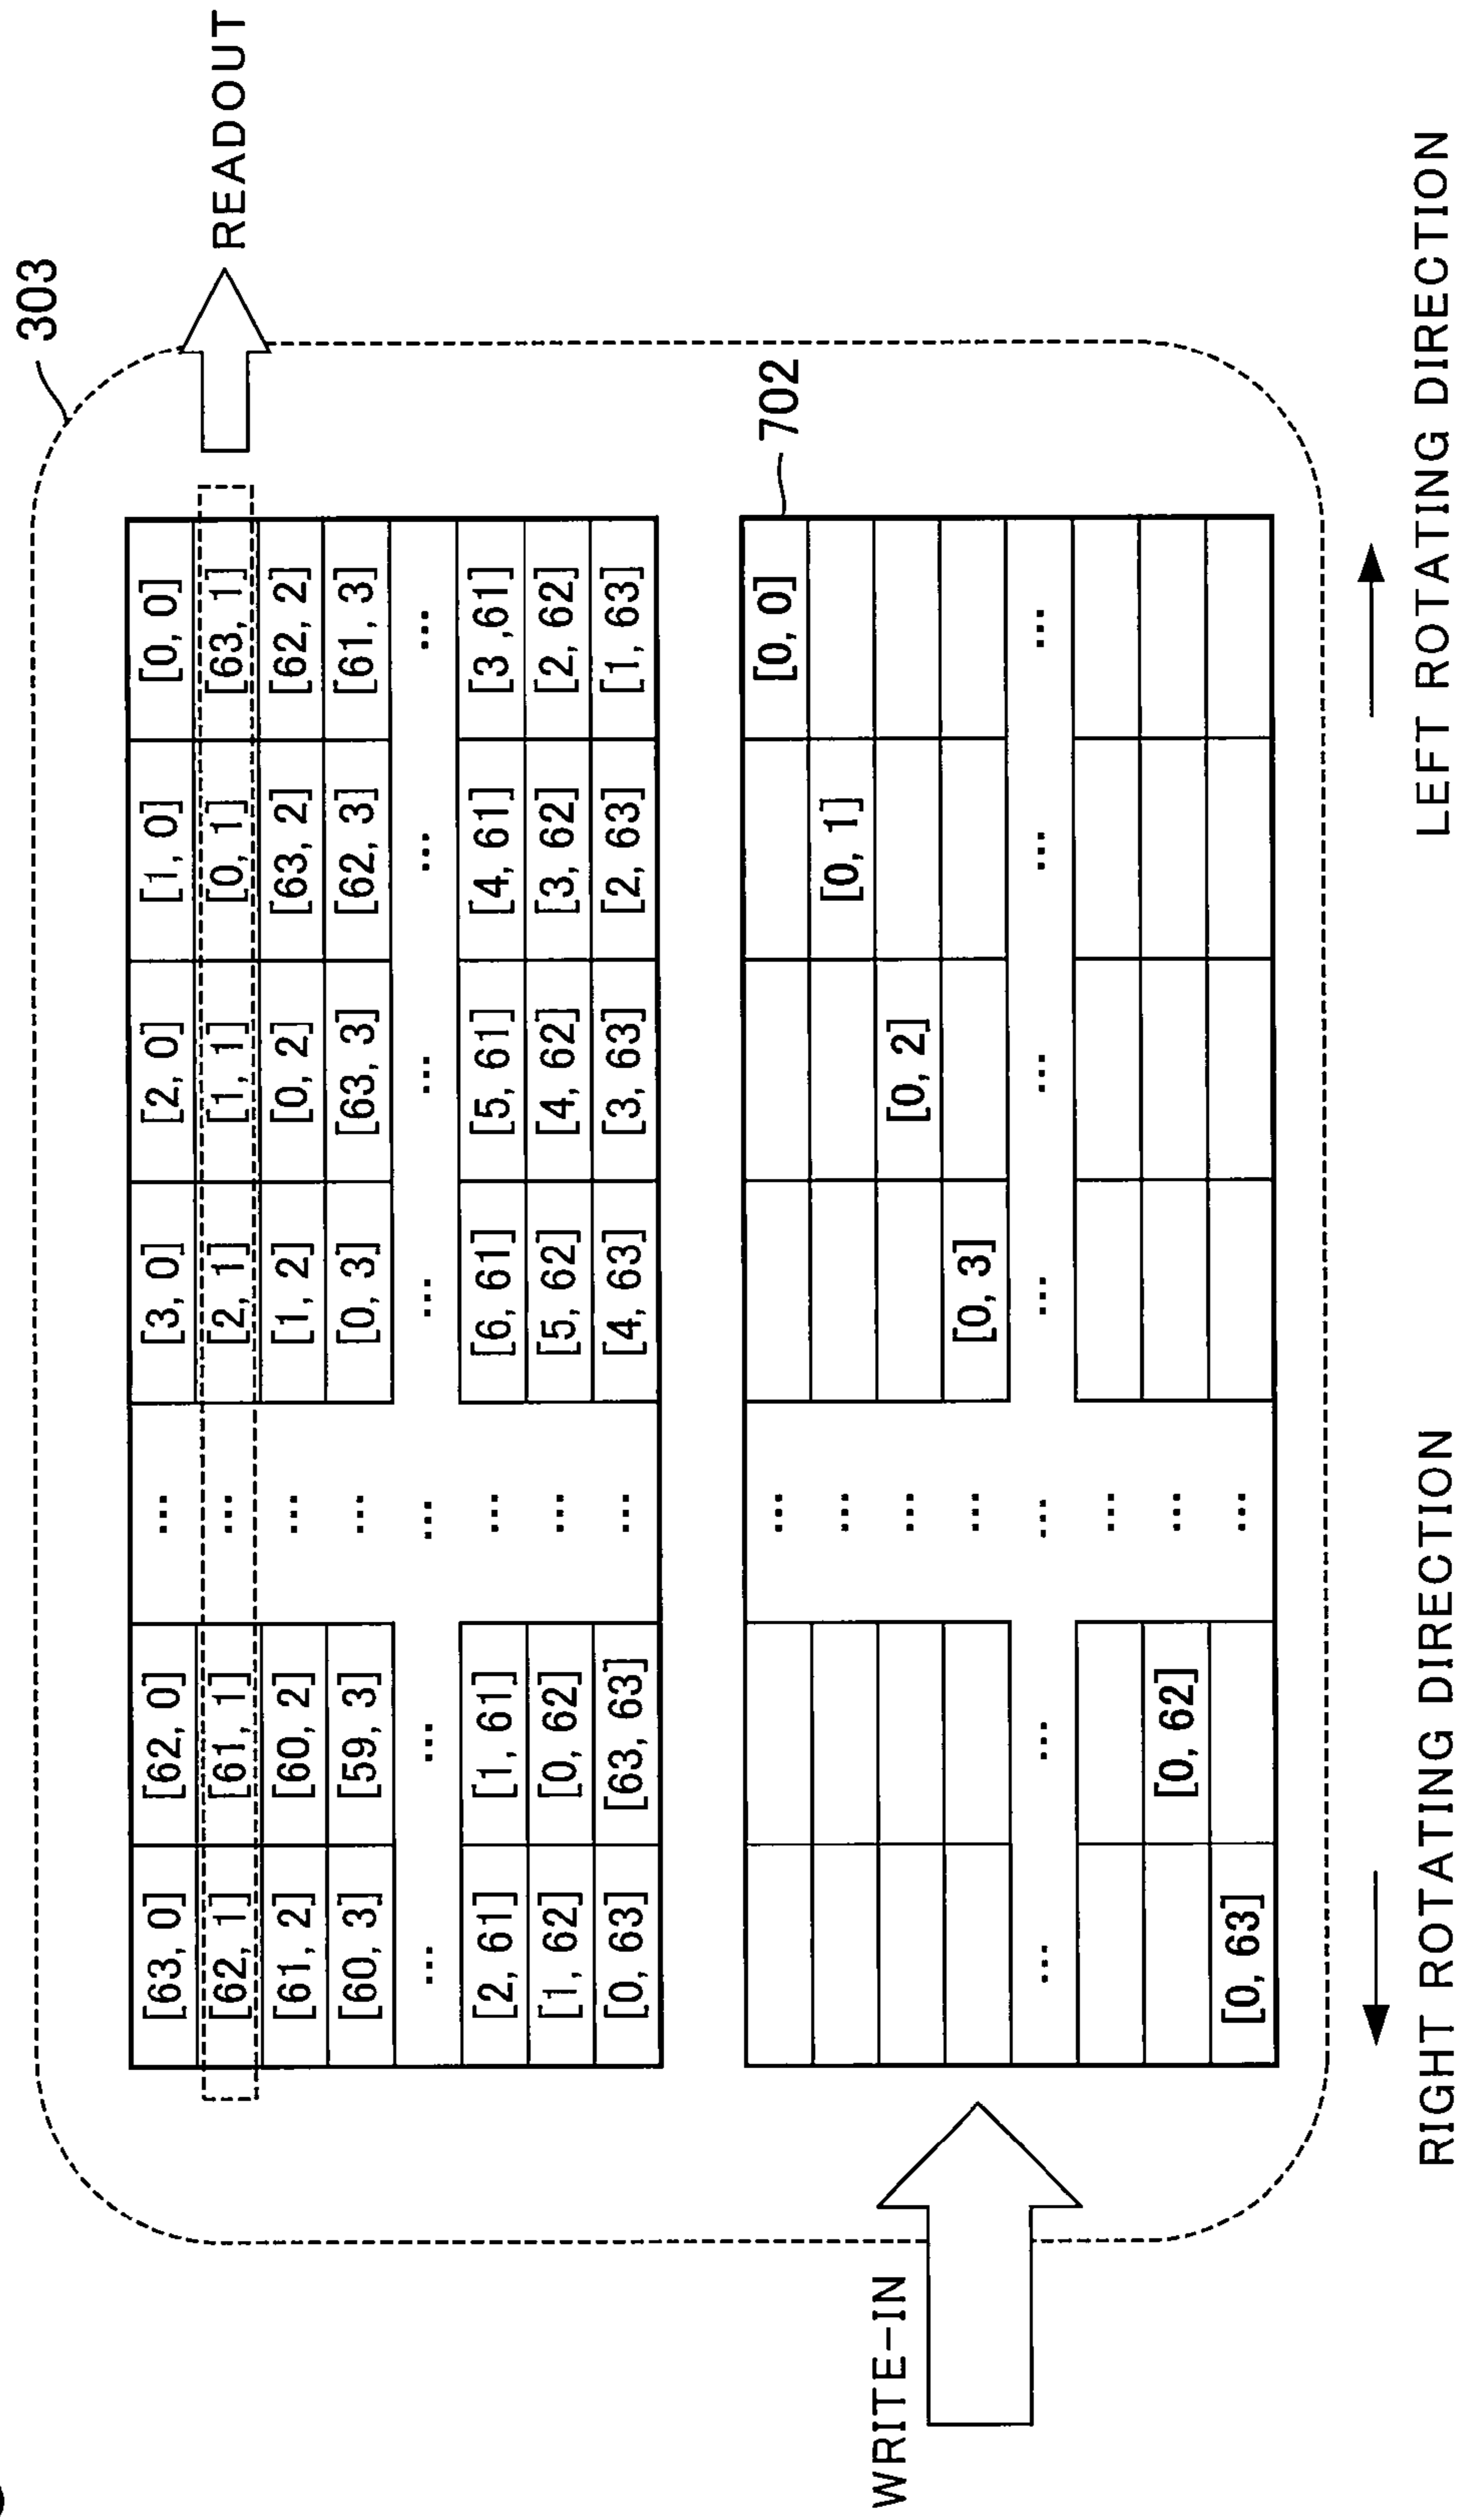 303
READOUT
[63,0] [62,0] ... [3,0] [2,0] [1,0] [0,0]
[62,1] [61,1] ... [2,1] [1,1] [0,1] [63,1]
[61,2] [60,2] ... [1,2] [0,2] [63,2] [62,2]
[60,3] [59,3] ... [0,3] [63,3] [62,3] [61,3]
... ... ... ... ... ... ...
[2,61] [1,61] ... [6,61] [5,61] [4,61] [3,61]
[1,62] [0,62] ... [5,62] [4,62] [3,62] [2,62]
[0,63] [63,63] ... [4,63] [3,63] [2,63] [1,63]
702
WRITE-IN
... [0,0]
... [0,1]
... [0,2]
... [0,3]
... ... ... ... ... ... ...
...
[0,62] ...
[0,63] ...
RIGHT ROTATING DIRECTION
LEFT ROTATING DIRECTION